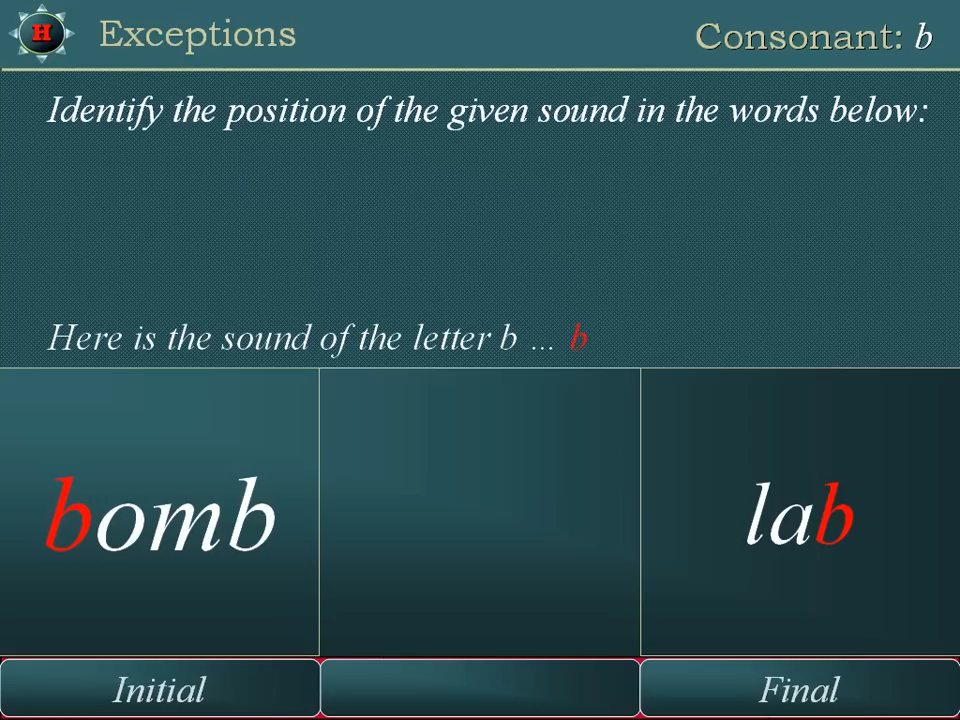 H
Exceptions
Consonant: b
Identify the position of the given sound in the words below:
Here is the sound of the letter b ... b
bomb
lab
Initial
Final